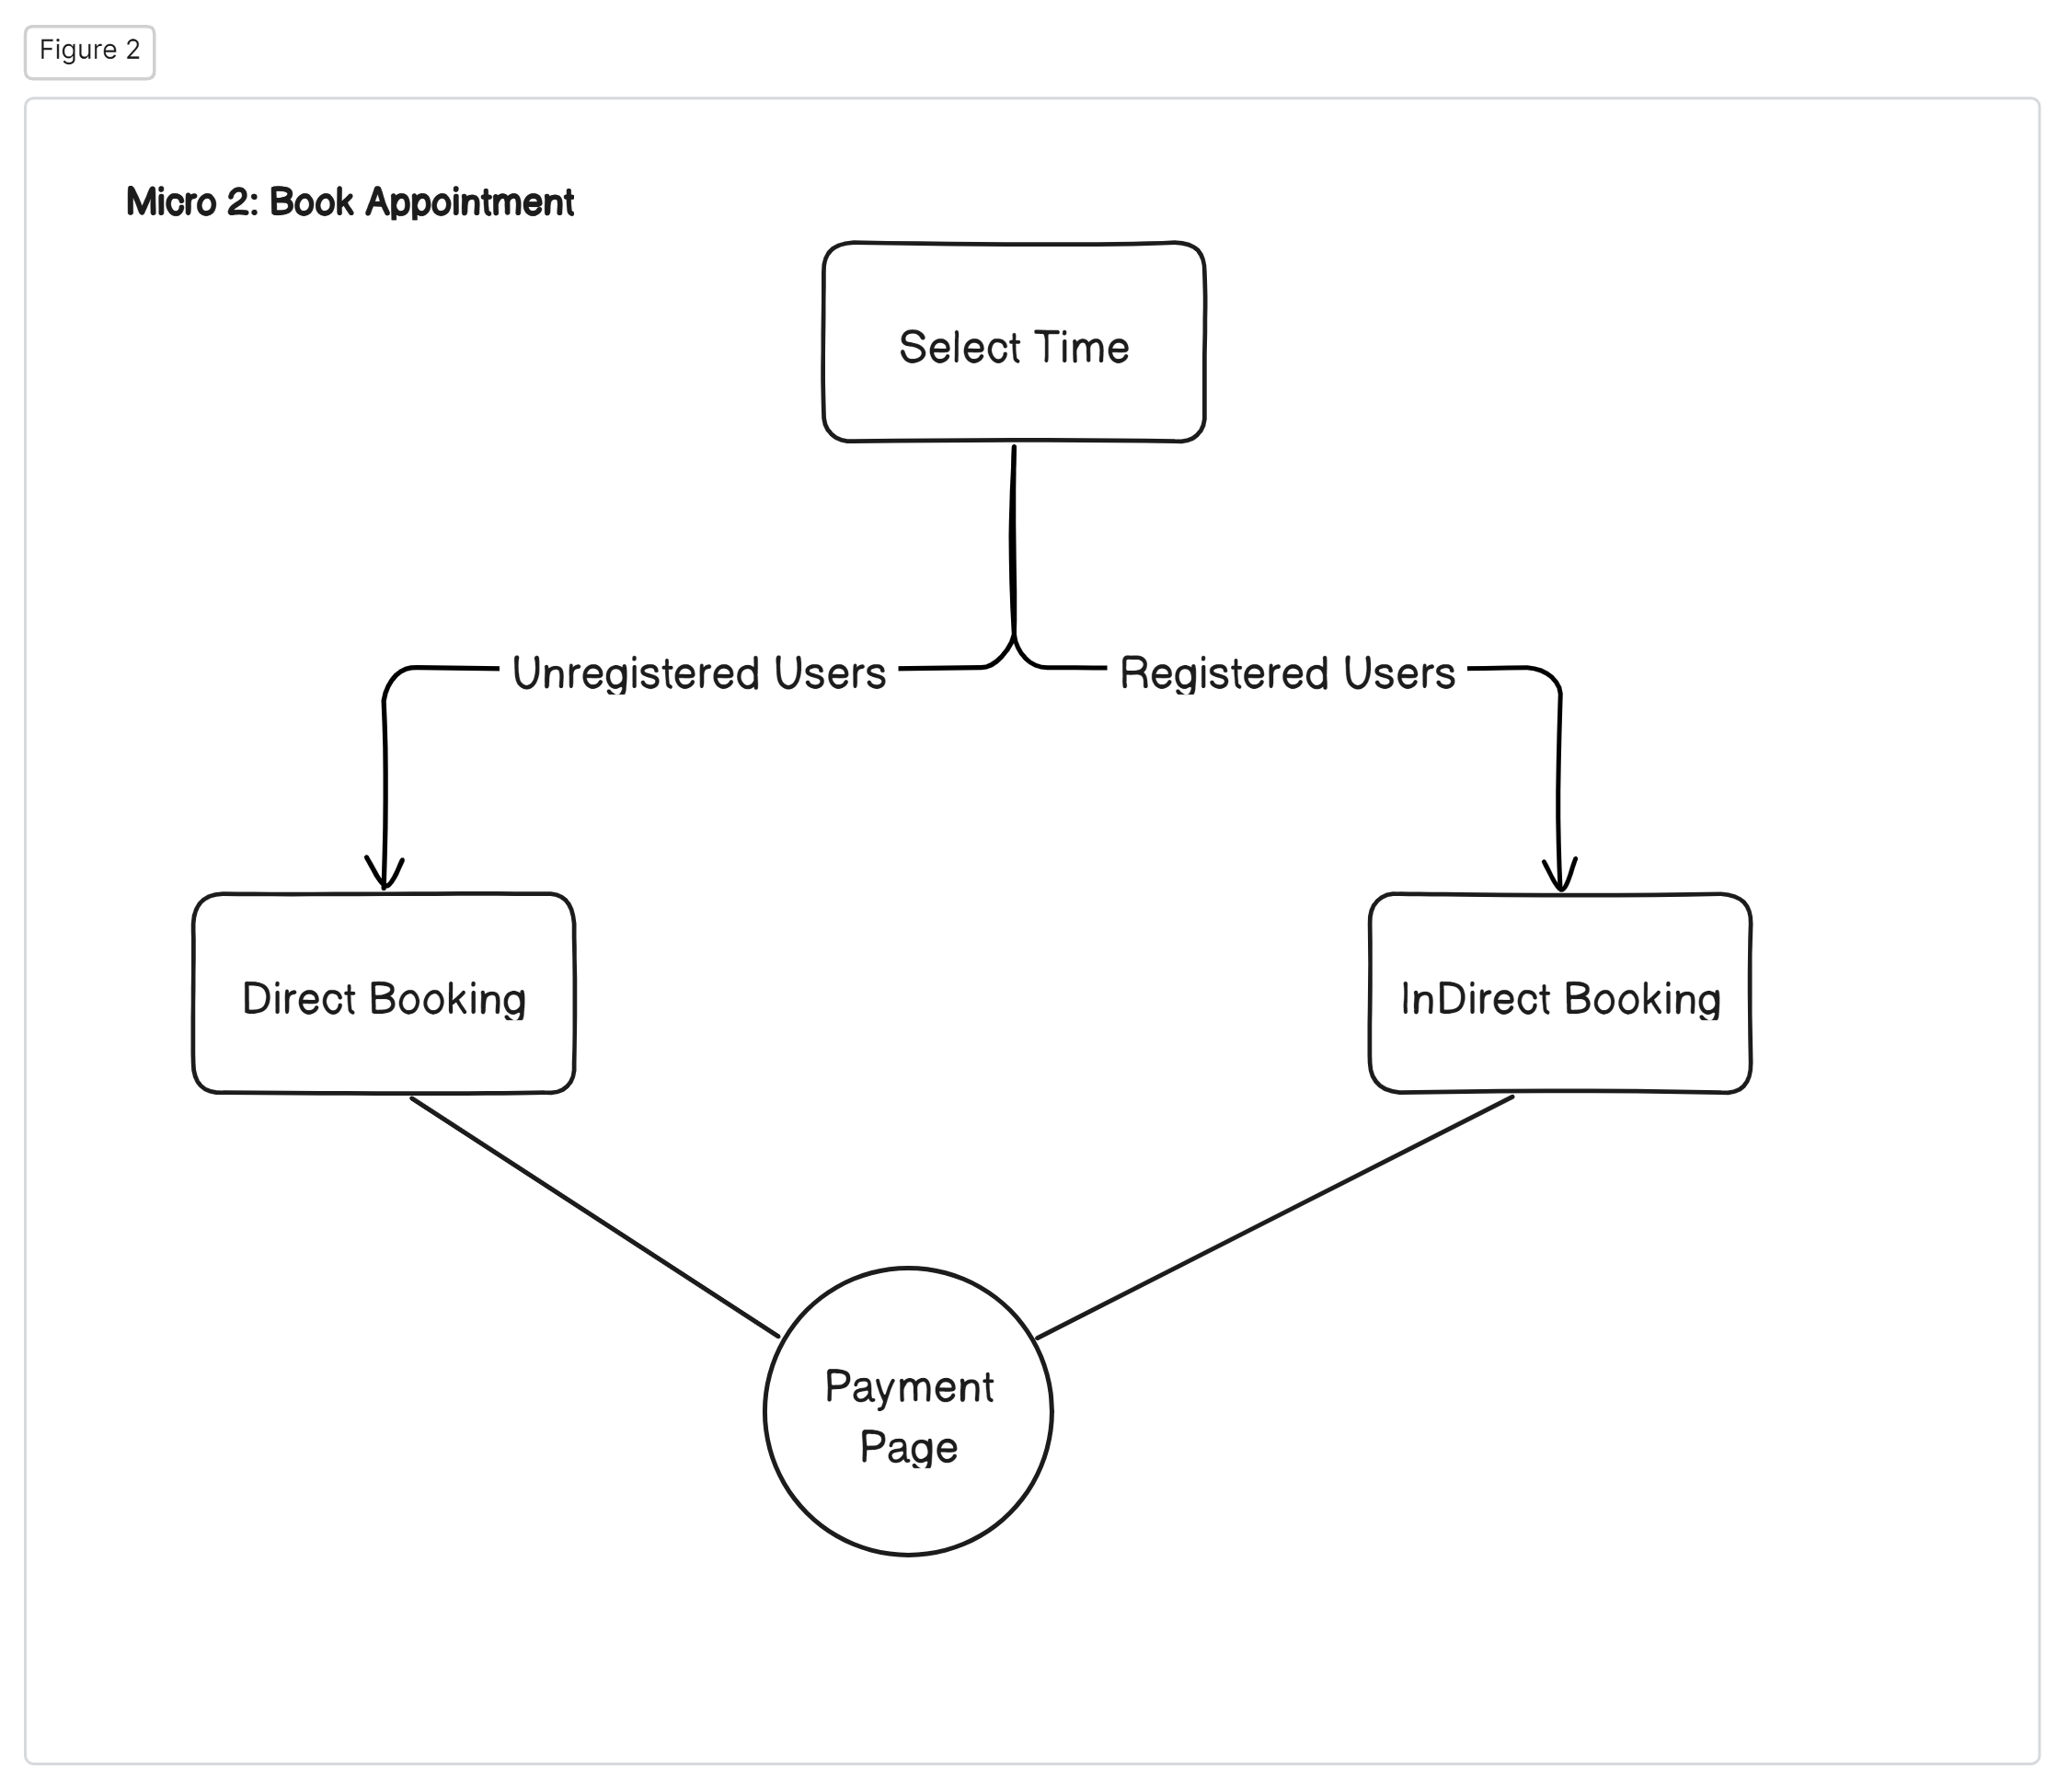 Figure 2
Micro 2: Book Appointment
Select Time
Unregistered Users
Registered Users
Direct Booking
InDirect Booking
Payment
Page